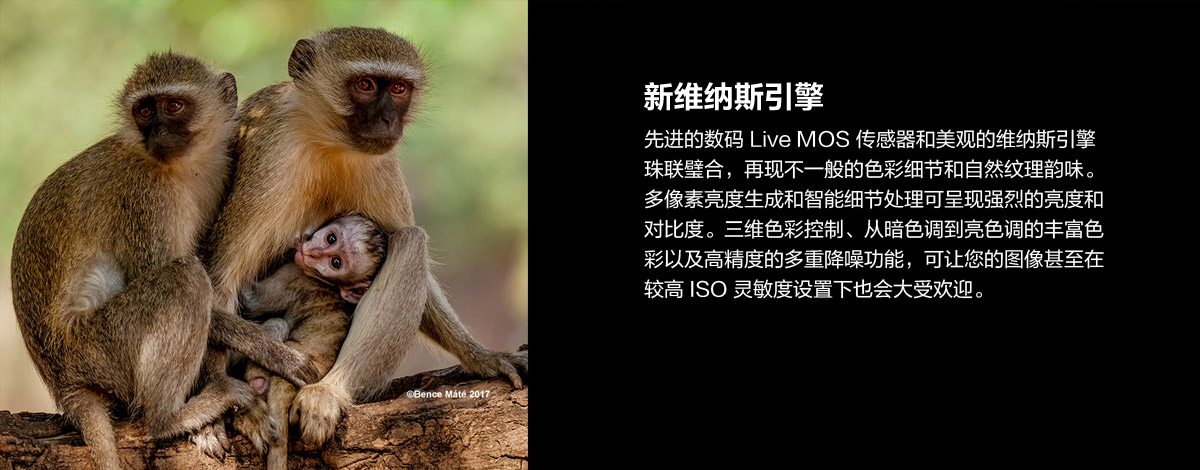 新维纳斯引擎
先进的数码 Live MOS 传感器和美观的维纳斯引擎
珠联璧合，再现不一般的色彩细节和自然纹理韵味。
多像素亮度生成和智能细节处理可呈现强烈的亮度和
对比度。三维色彩控制、从暗色调到亮色调的丰富色
彩以及高精度的多重降噪功能，可让您的图像甚至在
较高 ISO 灵敏度设置下也会大受欢迎。
©Bence Máté 2017